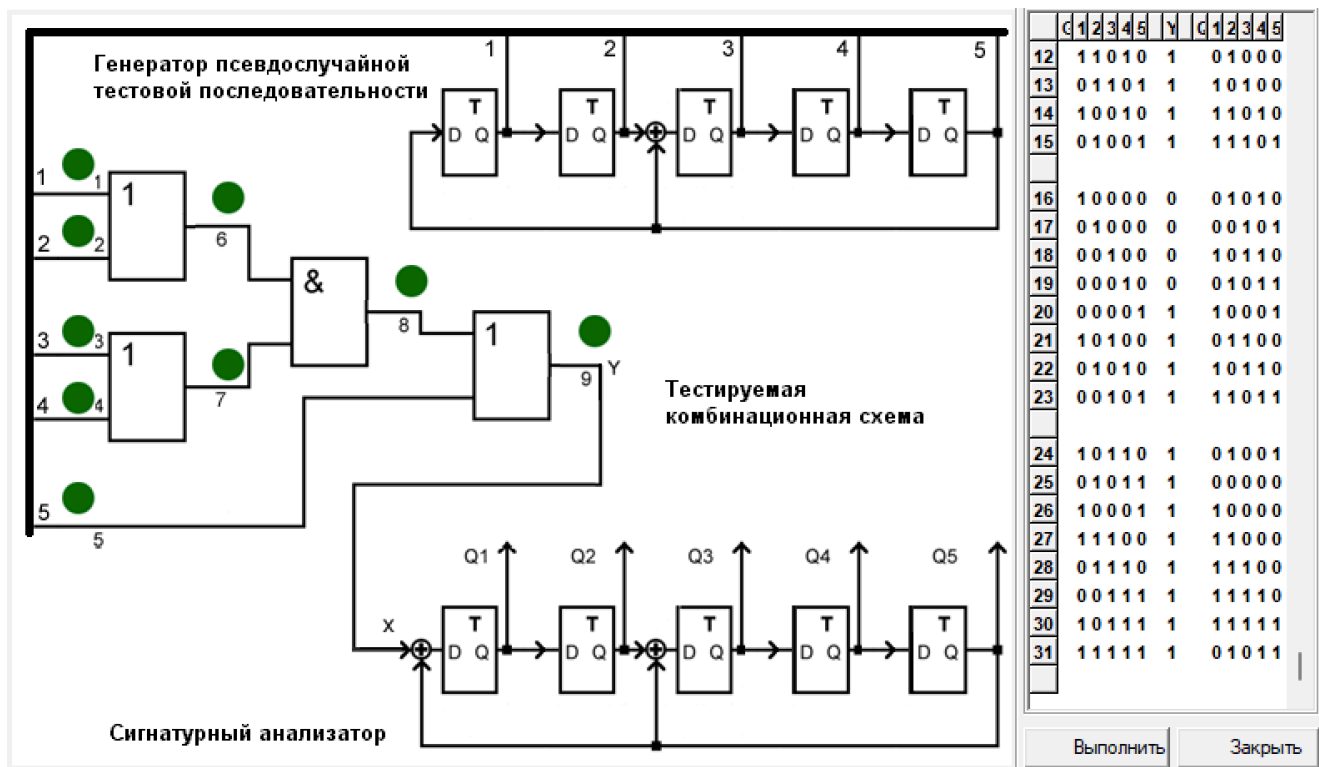 Генератор псевдослучайной
тестовой последовательности
1 2 3 4 5
T T T T T
D Q D Q D Q D Q D Q
1 1
1
2 2
6
&
3 3
1
8
1
4 4
7
9 Y
Тестируемая
комбинационная схема
5
5
Q1 Q2 Q3 Q4 Q5
X
T T T T T
D Q D Q D Q D Q D Q
Сигнатурный анализатор
Q 1 2 3 4 5 Y Q 1 2 3 4 5
12 1 1 0 1 0 1 0 1 0 0 0
13 0 1 1 0 1 1 1 0 1 0 0
14 1 0 0 1 0 1 1 1 0 1 0
15 0 1 0 0 1 1 1 1 1 0 1
16 1 0 0 0 0 0 0 1 0 1 0
17 0 1 0 0 0 0 0 0 1 0 1
18 0 0 1 0 0 0 1 0 1 1 0
19 0 0 0 1 0 0 0 1 0 1 1
20 0 0 0 0 1 1 1 0 0 0 1
21 1 0 1 0 0 1 0 1 1 0 0
22 0 1 0 1 0 1 1 0 1 1 0
23 0 0 1 0 1 1 1 1 0 1 1
24 1 0 1 1 0 1 0 1 0 0 1
25 0 1 0 1 1 1 0 0 0 0 0
26 1 0 0 0 1 1 1 0 0 0 0
27 1 1 1 0 0 1 1 1 0 0 0
28 0 1 1 1 0 1 1 1 1 0 0
29 0 0 1 1 1 1 1 1 1 1 0
30 1 0 1 1 1 1 1 1 1 1 1
31 1 1 1 1 1 1 0 1 0 1 1
Выполнить Закрыть